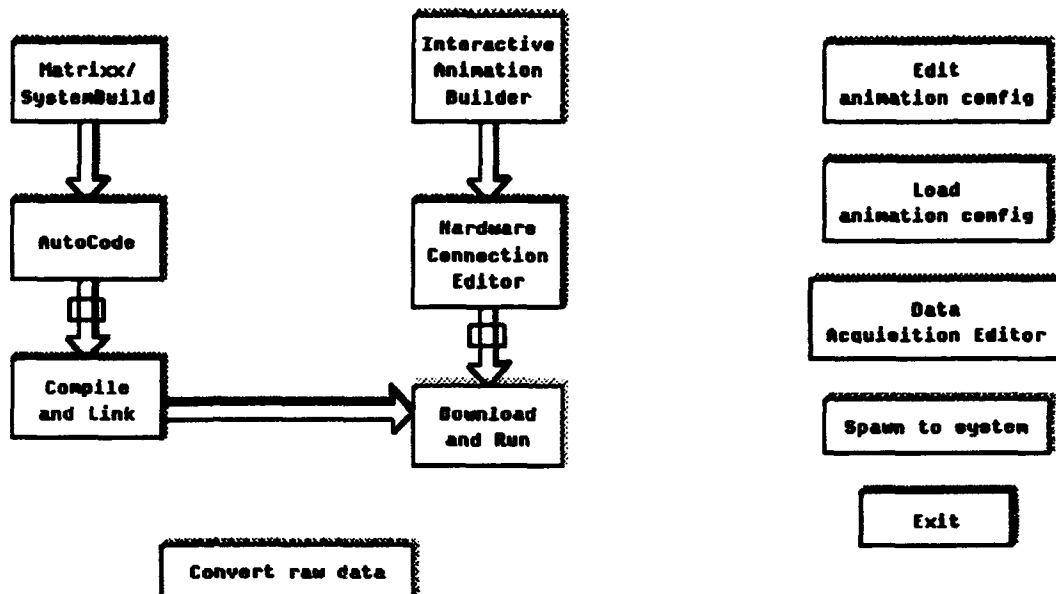 Matrixx/
SystemBuild
AutoCode
Compile
and Link
Interactive
Animation
Builder
Hardware
Connection
Editor
Download
and Run
Convert raw data
Edit
animation config
Load
animation config
Data
Acquisition Editor
Spawn to system
Exit